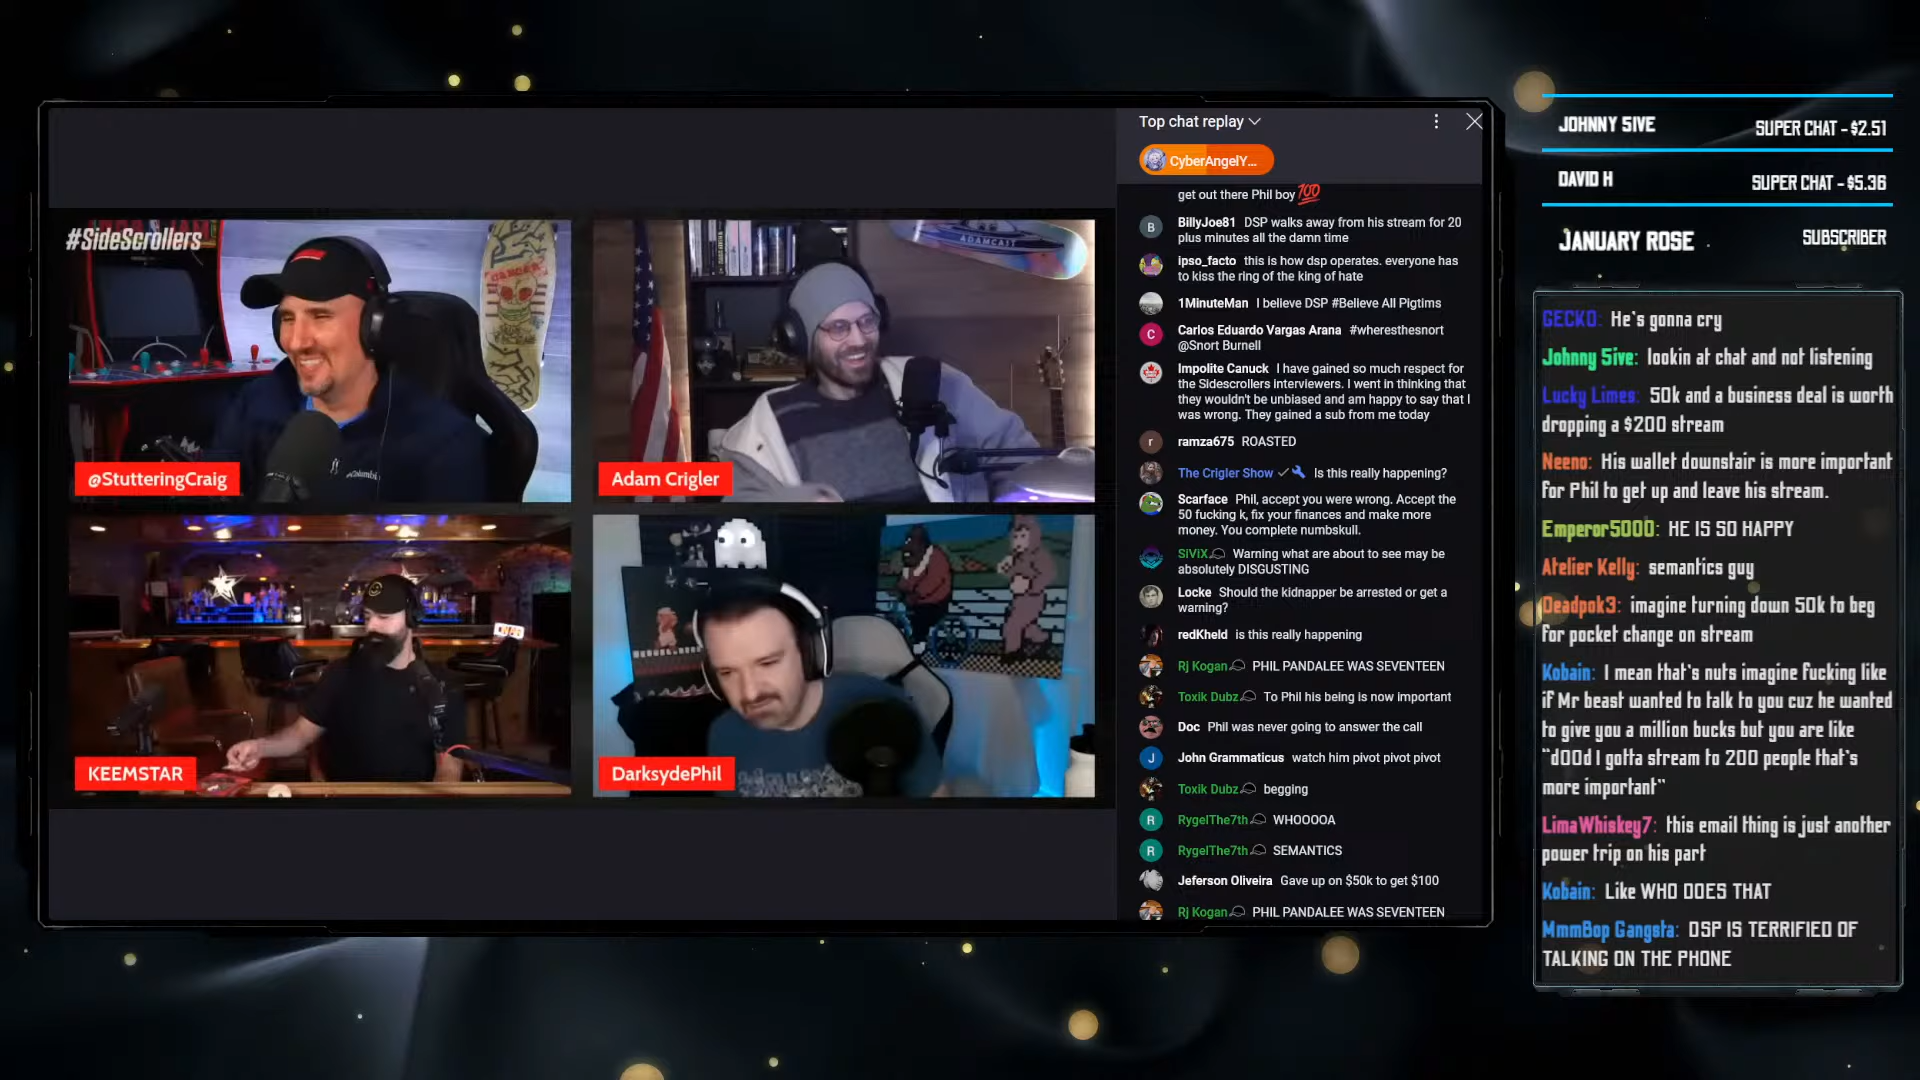 #SideScrollers
@StutteringCraig
ADAMCAIT
Adam Crigler
KEEMSTAR
DarksydePhil
Top chat replay
CyberAngelY...
get out there Phil boy 💯
B
BillyJoe81 DSP walks away from his stream for 20
plus minutes all the damn time
ipso_facto this is how dsp operates. everyone has
to kiss the ring of the king of hate
1MinuteMan I believe DSP #Believe All Pigtims
C
Carlos Eduardo Vargas Arana #wheresthesnort
@Snort Burnell
Impolite Canuck I have gained so much respect for
the Sidescrollers interviewers. I went in thinking that
they wouldn't be unbiased and am happy to say that I
was wrong. They gained a sub from me today
r
ramza675 ROASTED
The Crigler Show Is this really happening?
Scarface Phil, accept you were wrong. Accept the
50 fucking k, fix your finances and make more
money. You complete numbskull.
SiViX Warning what are about to see may be
absolutely DISGUSTING
Locke Should the kidnapper be arrested or get a
warning?
redKheld is this really happening
Rj Kogan PHIL PANDALEE WAS SEVENTEEN
Toxik Dubz To Phil his being is now important
Doc Phil was never going to answer the call
J
John Grammaticus watch him pivot pivot pivot
Toxik Dubz begging
R
RygelThe7th WHOOOOA
R
RygelThe7th SEMANTICS
Jeferson Oliveira Gave up on $50k to get $100
Rj Kogan PHIL PANDALEE WAS SEVENTEEN
JOHNNY 5IVE SUPER CHAT - $2.51
DAVID H SUPER CHAT - $5.36
JANUARY ROSE SUBSCRIBER
GECKO: He's gonna cry
Johnny 5ive: lookin at chat and not listening
Lucky Limes: 50k and a business deal is worth
dropping a $200 stream
Neeno: His wallet downstair is more important
for Phil to get up and leave his stream.
Emperor5000: HE IS SO HAPPY
Atelier Kelly: semantics guy
Deadpok3: imagine turning down 50k to beg
for pocket change on stream
Kobain: I mean that's nuts imagine fucking like
if Mr beast wanted to talk to you cuz he wanted
to give you a million bucks but you are like
"d00d I gotta stream to 200 people that's
more important"
LimaWhiskey7: this email thing is just another
power trip on his part
Kobain: Like WHO DOES THAT
MmmBop Gangsta: DSP IS TERRIFIED OF
TALKING ON THE PHONE